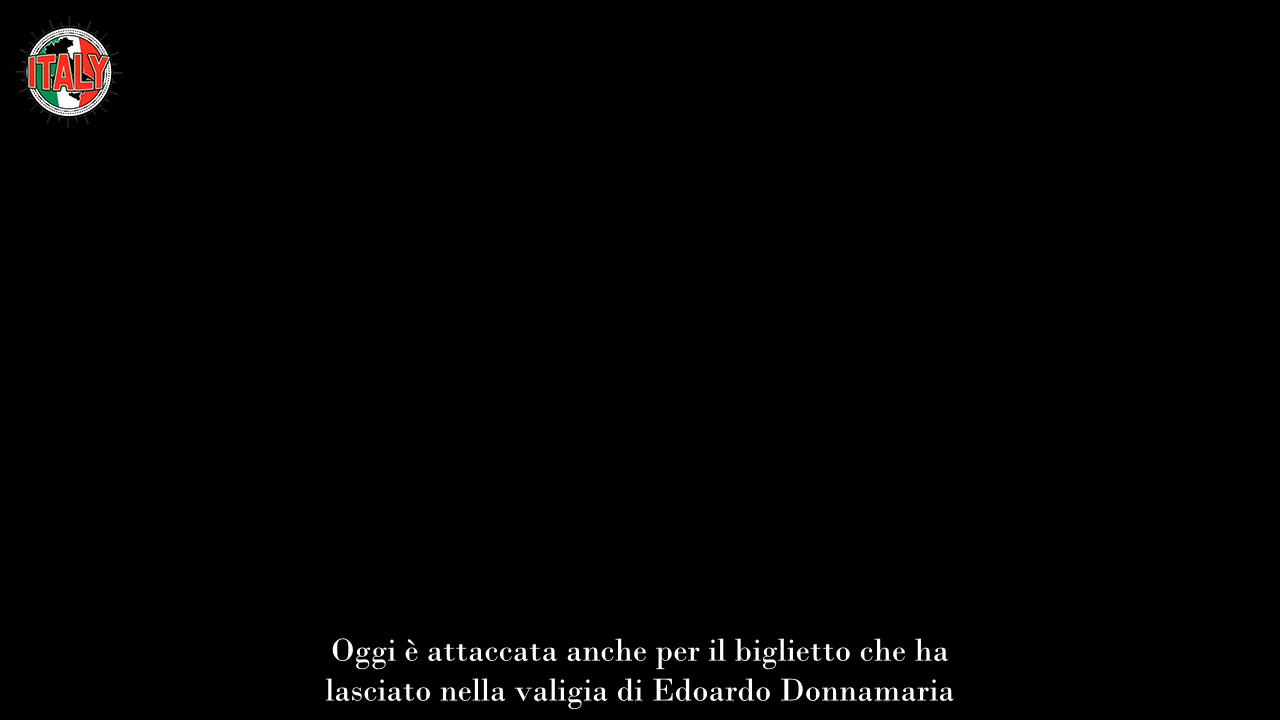 ITALY
Oggi è attaccata anche per il biglietto che ha
lasciato nella valigia di Edoardo Donnamaria